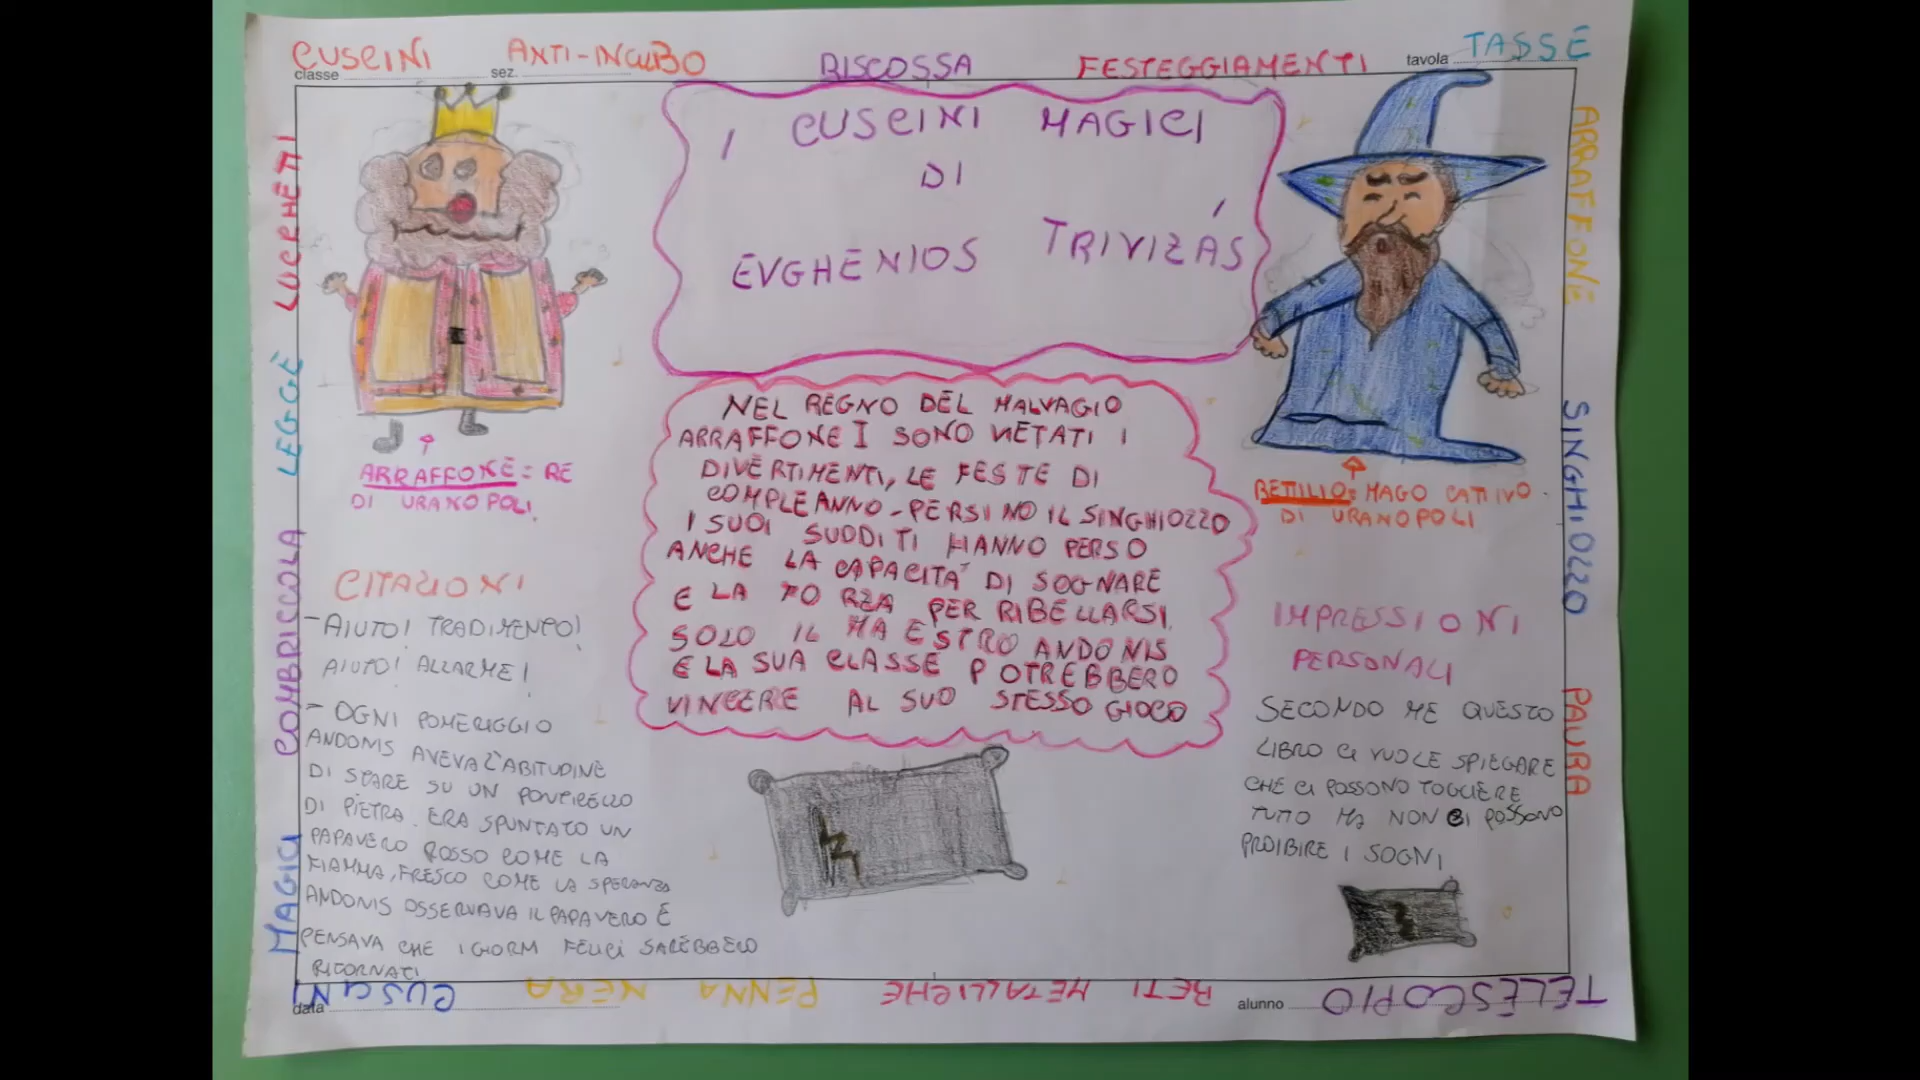 CUSCINI ANTI-INCUBO RISCOSSA FESTEGGIAMENTI TASSE
classe sez. tavola
I CUSCINI MAGICI
DI
EVGHENIOS TRIVIZÁS
NEL REGNO DEL MALVAGIO
ARRAFFONE I SONO VIETATI I
DIVERTIMENTI, LE FESTE DI
COMPLEANNO-PERSINO IL SINGHIOZZO
I SUOI SUDDITI HANNO PERSO
ANCHE LA CAPACITÀ DI SOGNARE
E LA FORZA PER RIBELLARSI.
SOLO IL MAESTRO ANDONIS
E LA SUA CLASSE POTREBBERO
VINCERE AL SUO STESSO GIOCO
ARRAFFONE = RE
DI URANOPOLI.
RETILIO = MAGO CATTIVO
DI URANOPOLI
CITAZIONI
- AIUTO! TRADIMENTO!
AIUTO! ALLARME!
- OGNI POMERIGGIO
ANDONIS AVEVA L'ABITUDINE
DI STARE SU UN PONTICELLO
DI PIETRA. ERA SPUNTATO UN
PAPAVERO ROSSO COME LA
FIAMMA, FRESCO COME LA SPERANZA
ANDONIS OSSERVAVA IL PAPAVERO E
PENSAVA CHE I GIORNI FELICI SAREBBERO
RITORNATI
IMPRESSIONI
PERSONALI
SECONDO ME QUESTO
LIBRO CI VUOLE SPIEGARE
CHE CI POSSONO TOGLIERE
TUTTO MA NON CI POSSONO
PROIBIRE I SOGNI
ARRAFFONE
SINGHIOZZO
PAURA
TELESCOPIO
RETI METALLICHE
PENNA NERA
CUSCINI
MAGICI
COMBRICCOLA
LEGGE
LUCCHETI
data alunno